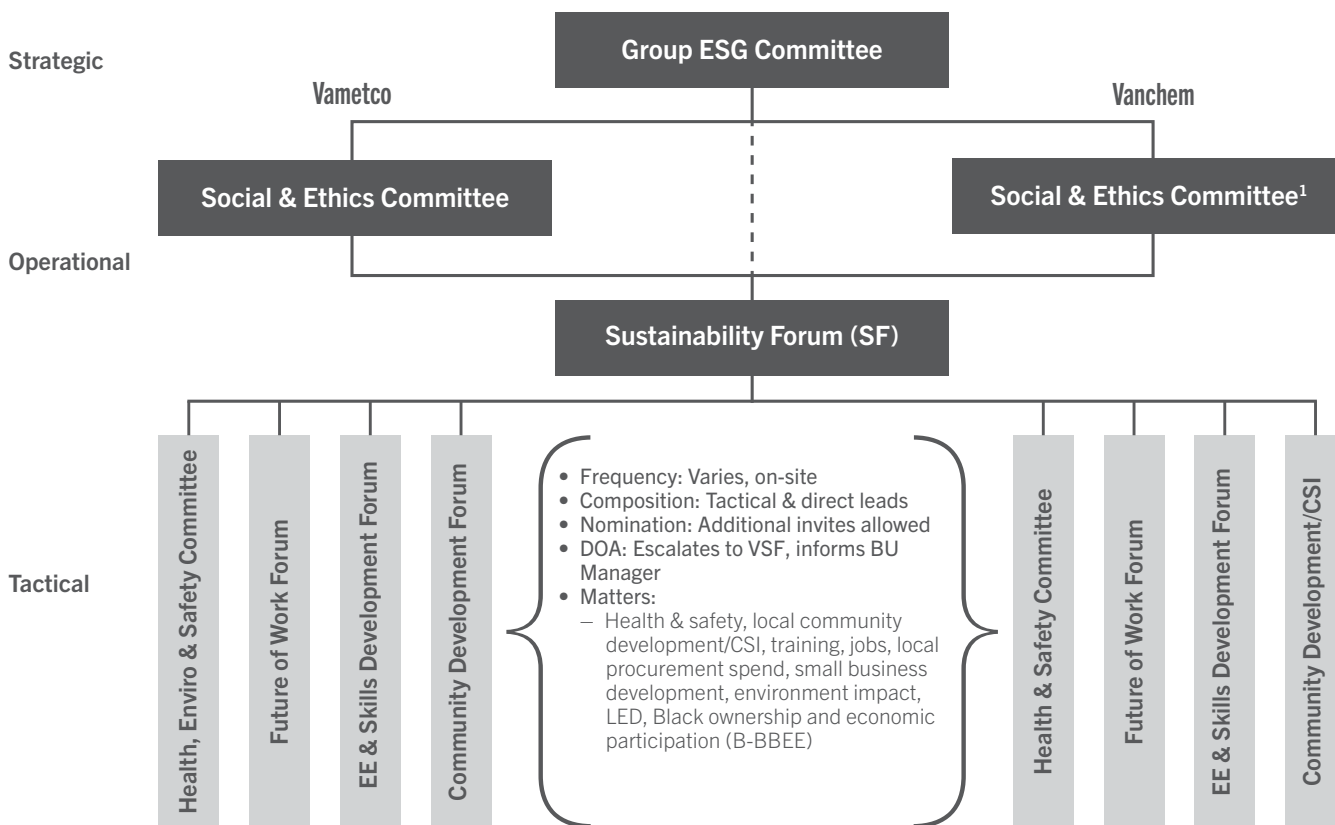 Group ESG Committee
Strategic
Vametco
Vanchem
Social & Ethics Committee
Social & Ethics Committee¹
Operational
Sustainability Forum (SF)
Tactical
Health, Enviro & Safety Committee
Future of Work Forum
EE & Skills Development Forum
Community Development Forum
• Frequency: Varies, on-site
• Composition: Tactical & direct leads
• Nomination: Additional invites allowed
• DOA: Escalates to VSF, informs BU
Manager
• Matters:
– Health & safety, local community
development/CSI, training, jobs, local
procurement spend, small business
development, environment impact,
LED, Black ownership and economic
participation (B-BBEE)
Health & Safety Committee
Future of Work Forum
EE & Skills Development Forum
Community Development/CSI